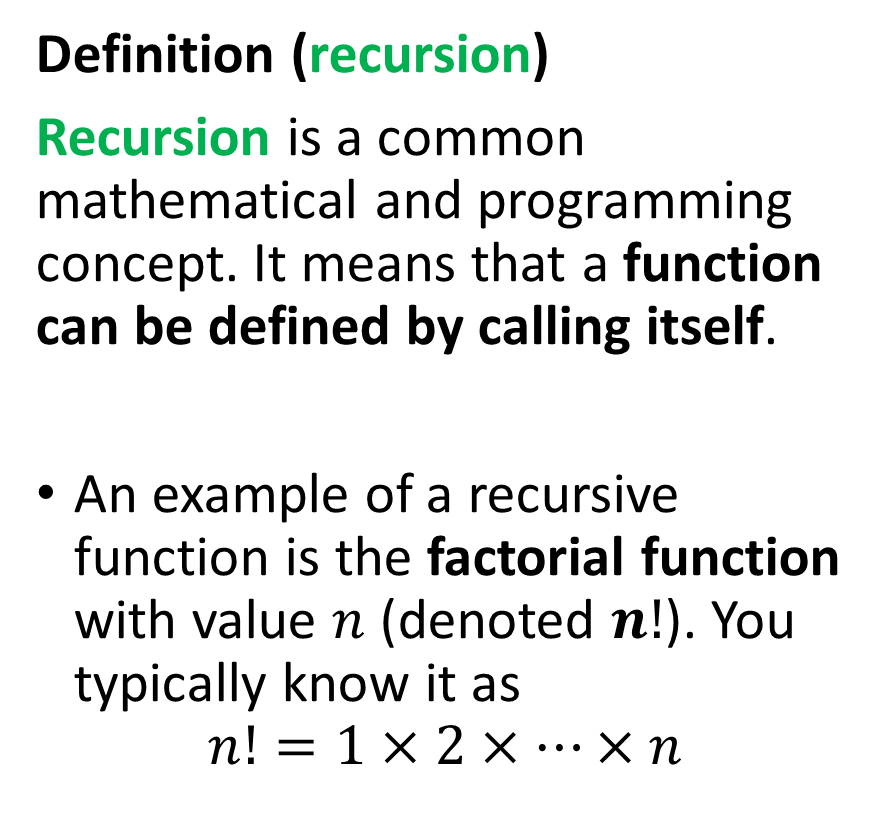 Definition (recursion)
Recursion is a common
mathematical and programming
concept. It means that a function
can be defined by calling itself.
• An example of a recursive
function is the factorial function
with value n (denoted n!). You
typically know it as
n! = 1 × 2 × ⋯ × n